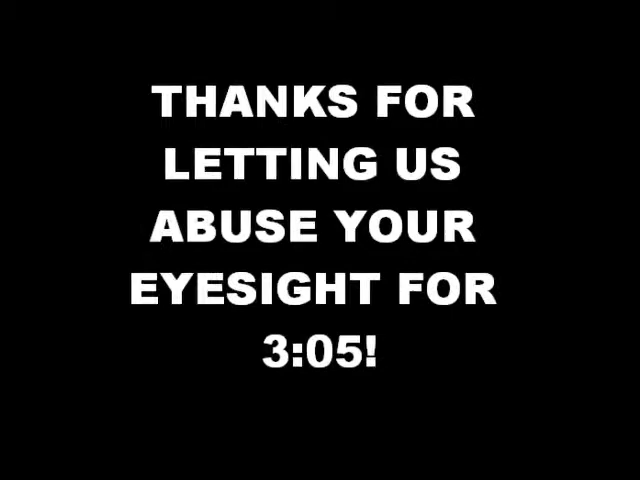 THANKS FOR
LETTING US
ABUSE YOUR
EYESIGHT FOR
3:05!